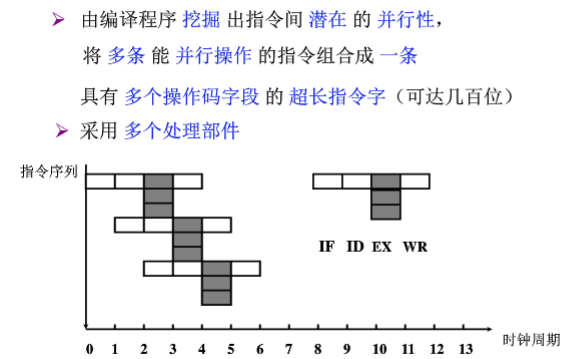 ➢ 由编译程序 挖掘 出指令间 潜在 的 并行性，
将 多条 能 并行操作 的指令组合成 一条
具有 多个操作码字段 的 超长指令字（可达几百位）
➢ 采用 多个处理部件
指令序列
IF ID EX WR
0 1 2 3 4 5 6 7 8 9 10 11 12 13
时钟周期